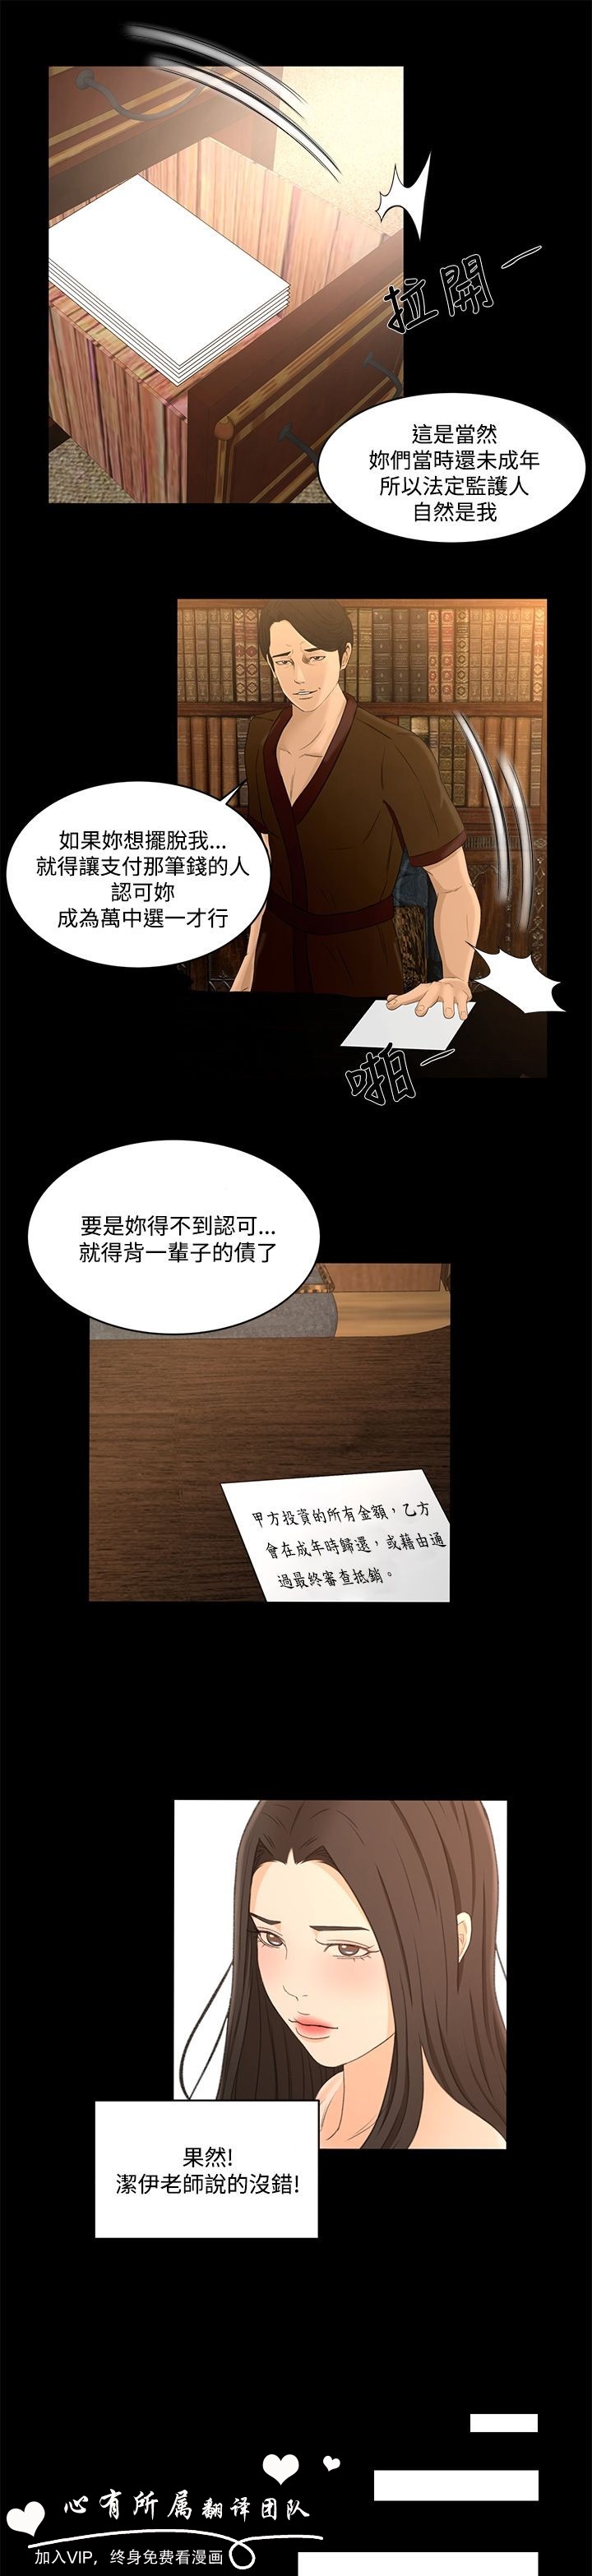 拉開一
這是當然
妳們當時還未成年
所以法定監護人
自然是我
如果妳想擺脫我...
就得讓支付那筆錢的人
認可妳
成為萬中選一才行
啪一
要是妳得不到認可...
就得背一輩子的債了
甲方投資的所有金額，乙方
會在成年時歸還，或藉由通
過最終審查抵銷。
果然!
潔伊老師說的沒錯!
心有所属翻译团队
加入VIP，终身免费看漫画